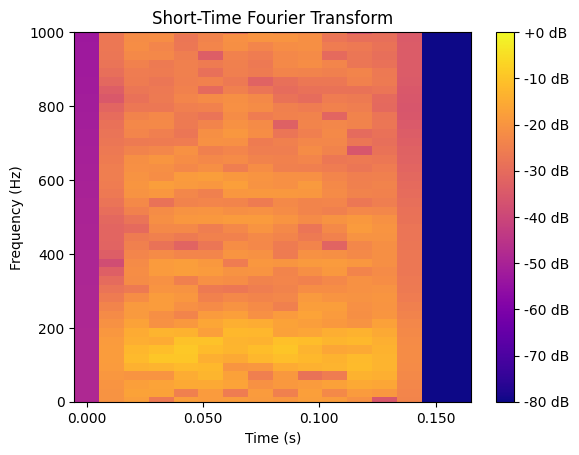 Short-Time Fourier Transform
Frequency (Hz)
1000
800
600
400
200
0
0.000
0.050
0.100
0.150
Time (s)
+0 dB
-10 dB
-20 dB
-30 dB
-40 dB
-50 dB
-60 dB
-70 dB
-80 dB